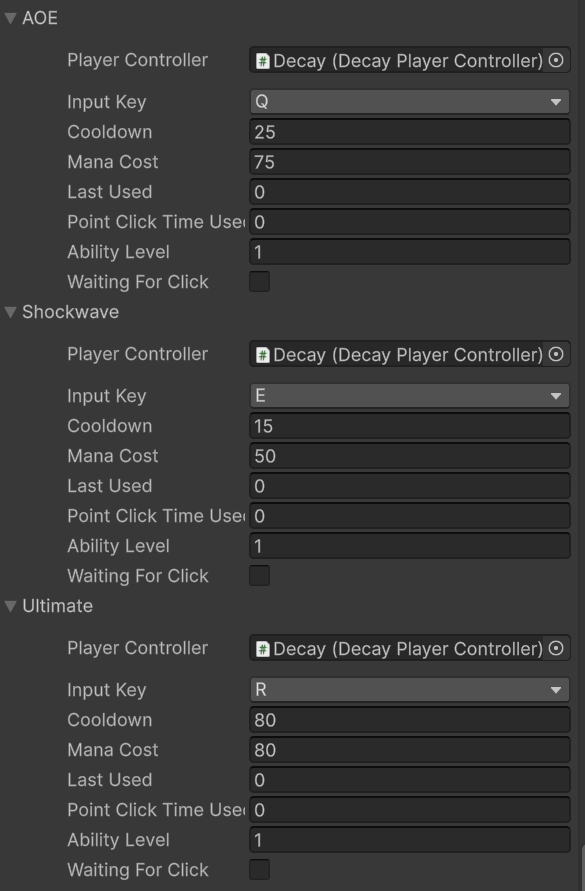 AOE
Player Controller # Decay (Decay Player Controller)
Input Key Q
Cooldown 25
Mana Cost 75
Last Used 0
Point Click Time Used 0
Ability Level 1
Waiting For Click
Shockwave
Player Controller # Decay (Decay Player Controller)
Input Key E
Cooldown 15
Mana Cost 50
Last Used 0
Point Click Time Used 0
Ability Level 1
Waiting For Click
Ultimate
Player Controller # Decay (Decay Player Controller)
Input Key R
Cooldown 80
Mana Cost 80
Last Used 0
Point Click Time Used 0
Ability Level 1
Waiting For Click